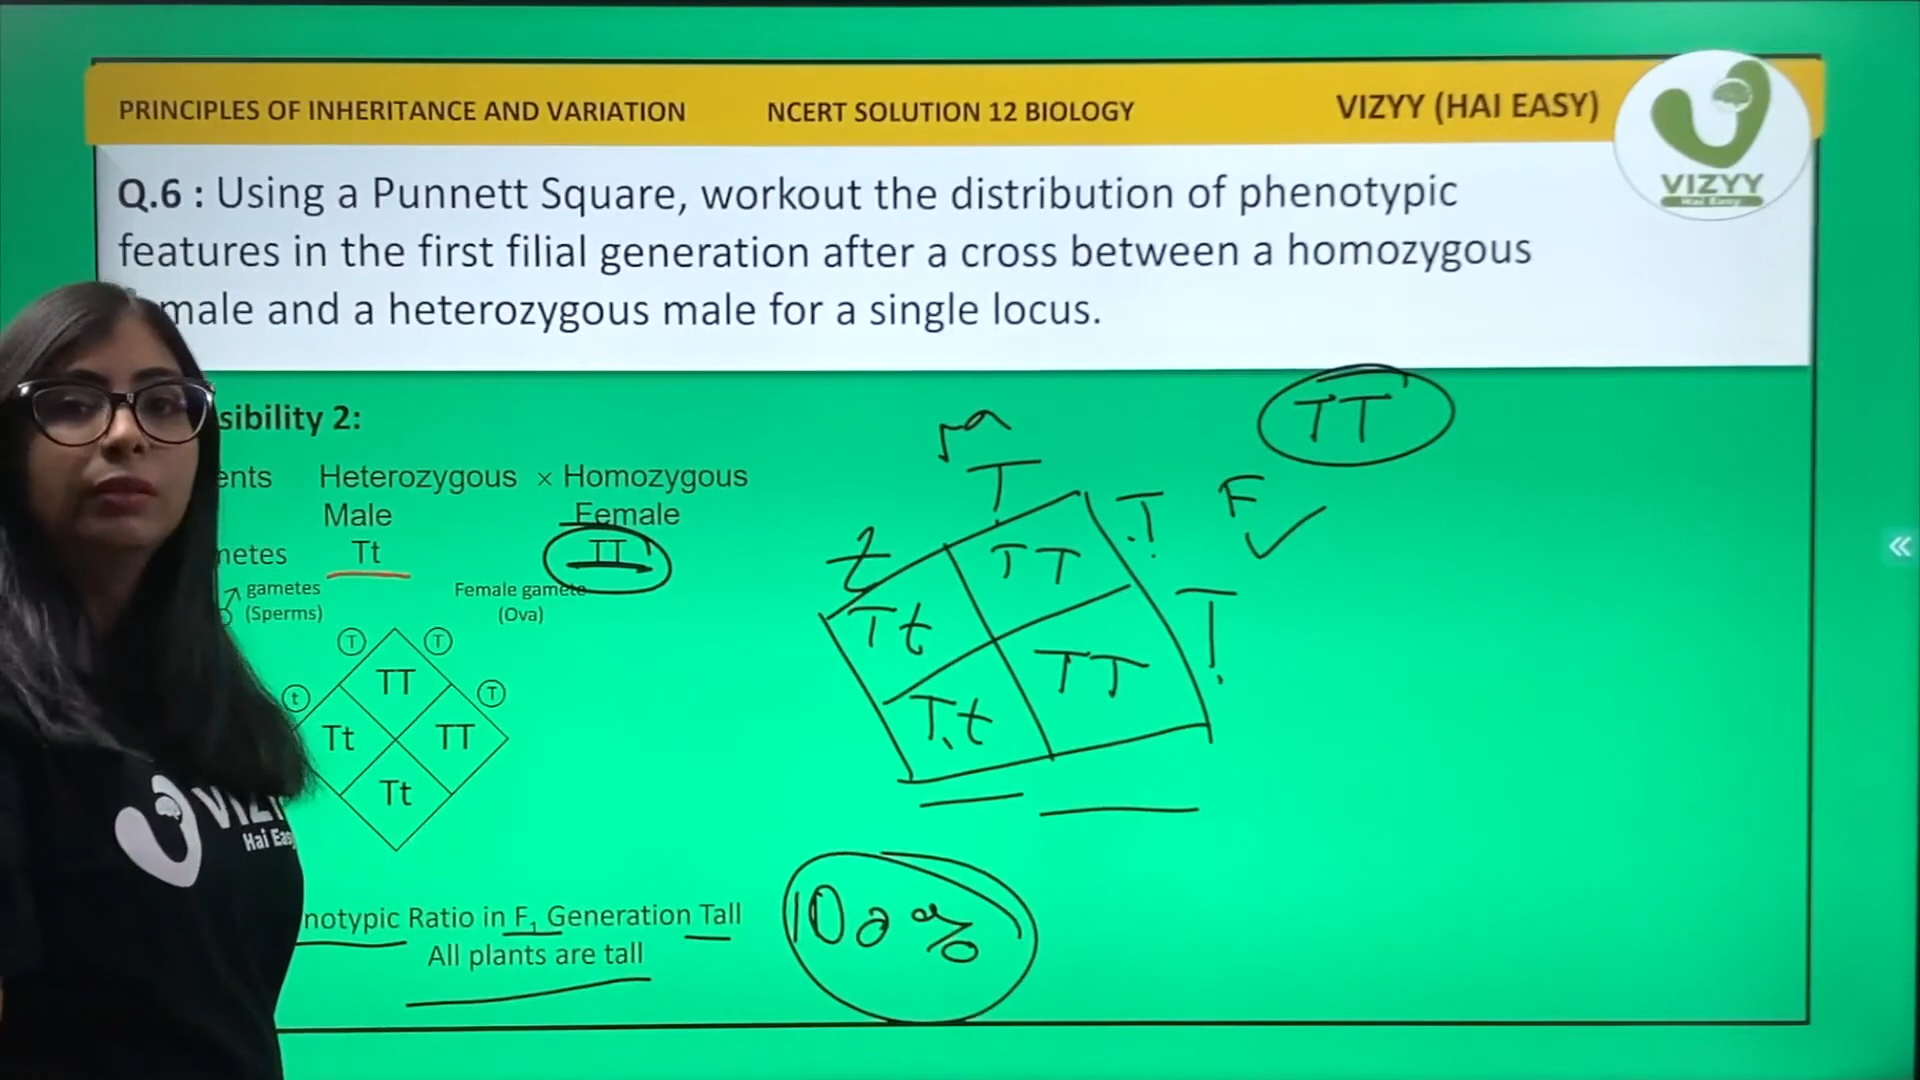 PRINCIPLES OF INHERITANCE AND VARIATION NCERT SOLUTION 12 BIOLOGY VIZYY (HAI EASY)
VIZYY
Hai Easy
Q.6 : Using a Punnett Square, workout the distribution of phenotypic
features in the first filial generation after a cross between a homozygous
male and a heterozygous male for a single locus.
sibility 2:
ents Heterozygous × Homozygous
Male Female
netes Tt TT
gametes Female gamete
(Sperms) (Ova)
T T
TT
t T
Tt TT
Tt
notypic Ratio in F1 Generation Tall
All plants are tall
TT
T
t T F
TT
Tt T
TT
Tt
100%
VIZY
Hai Eas